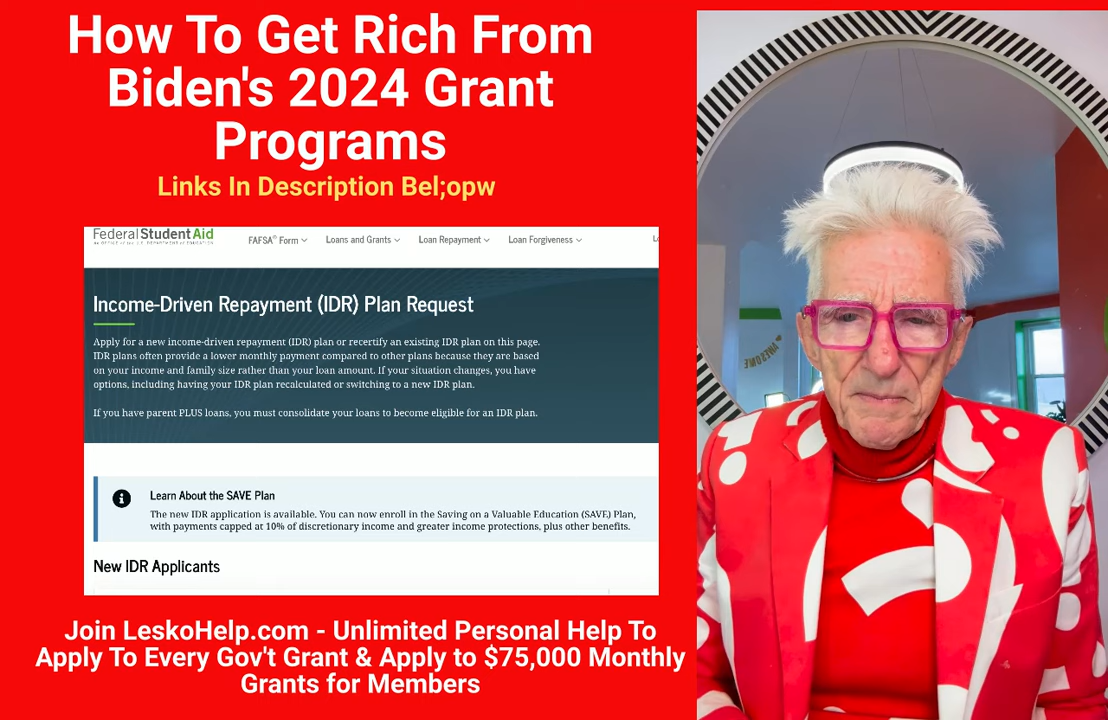 How To Get Rich From
Biden's 2024 Grant
Programs
Links In Description Bel;opw
Federal Student Aid
FAFSA® Form
Loans and Grants
Loan Repayment
Loan Forgiveness
Income-Driven Repayment (IDR) Plan Request
Apply for a new income-driven repayment (IDR) plan or recertify an existing IDR plan on this page.
IDR plans often provide a lower monthly payment compared to other plans because they are based
on your income and family size rather than your loan amount. If your situation changes, you have
options, including having your IDR plan recalculated or switching to a new IDR plan.
If you have parent PLUS loans, you must consolidate your loans to become eligible for an IDR plan.
Learn About the SAVE Plan
The new IDR application is available. You can now enroll in the Saving on a Valuable Education (SAVE) Plan,
with payments capped at 10% of discretionary income and greater income protections, plus other benefits.
New IDR Applicants
Join LeskoHelp.com - Unlimited Personal Help To
Apply To Every Gov't Grant & Apply to $75,000 Monthly
Grants for Members
AWESOME